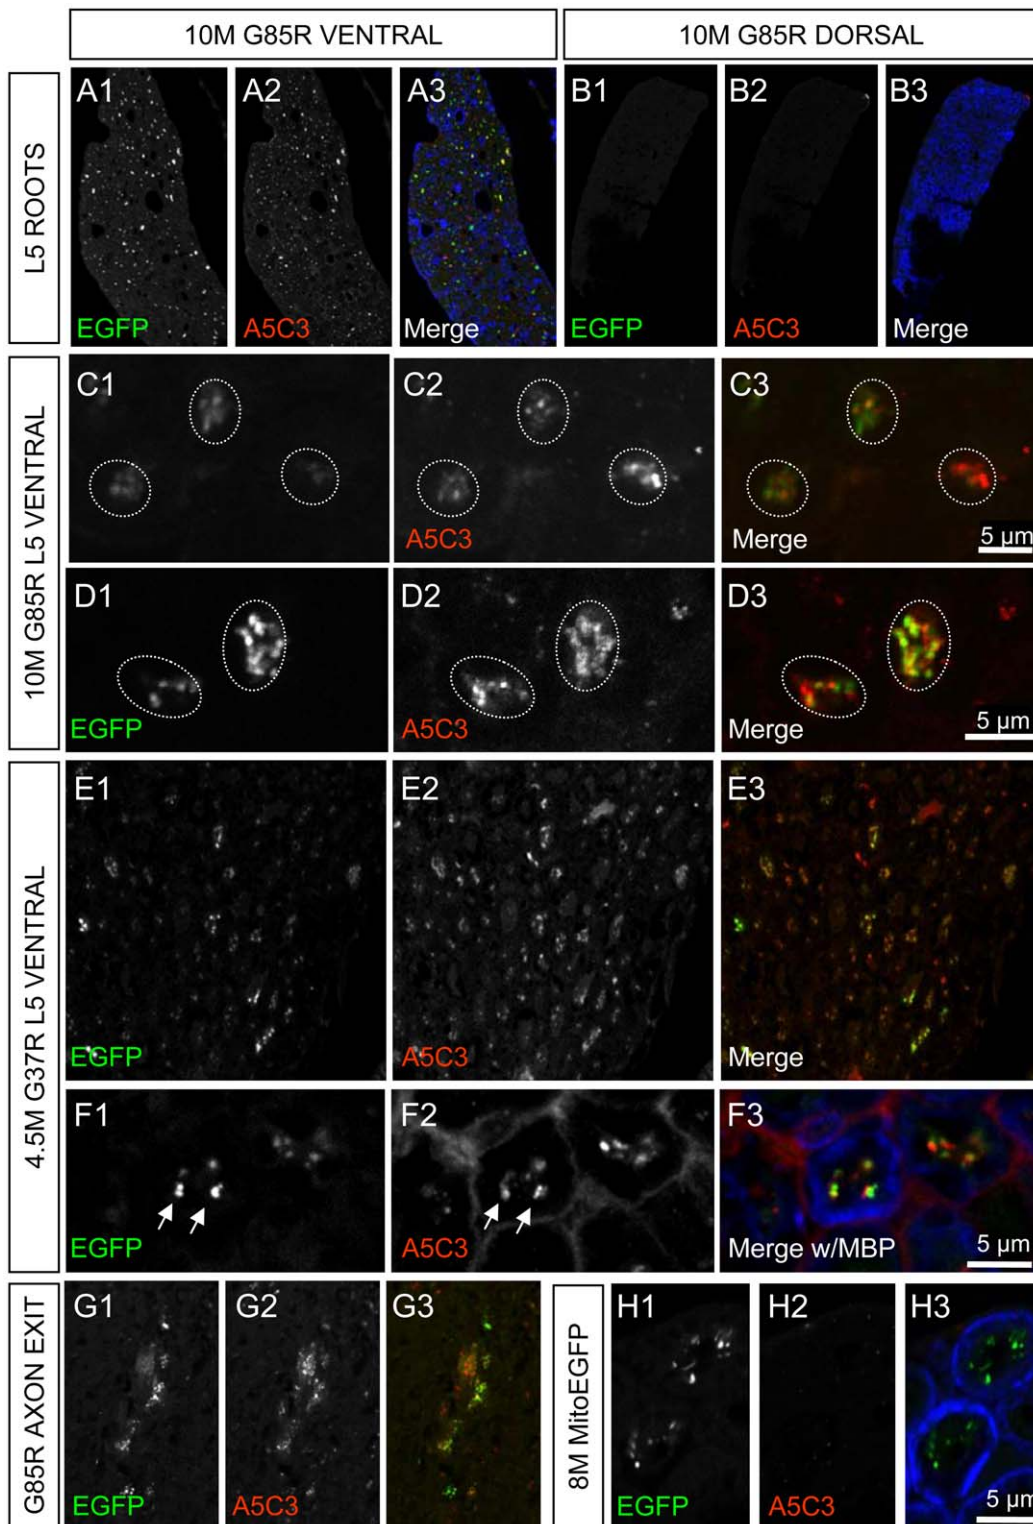 10M G85R VENTRAL
10M G85R DORSAL
L5 ROOTS
A1
A2
A3
B1
B2
B3
EGFP
A5C3
Merge
EGFP
A5C3
Merge
10M G85R L5 VENTRAL
C1
C2
C3
A5C3
Merge
5 µm
D1
D2
D3
EGFP
A5C3
Merge
5 µm
4.5M G37R L5 VENTRAL
E1
E2
E3
EGFP
A5C3
Merge
F1
F2
F3
EGFP
A5C3
Merge w/MBP
5 µm
G85R AXON EXIT
G1
G2
G3
EGFP
A5C3
8M MitoEGFP
H1
H2
H3
EGFP
A5C3
5 µm